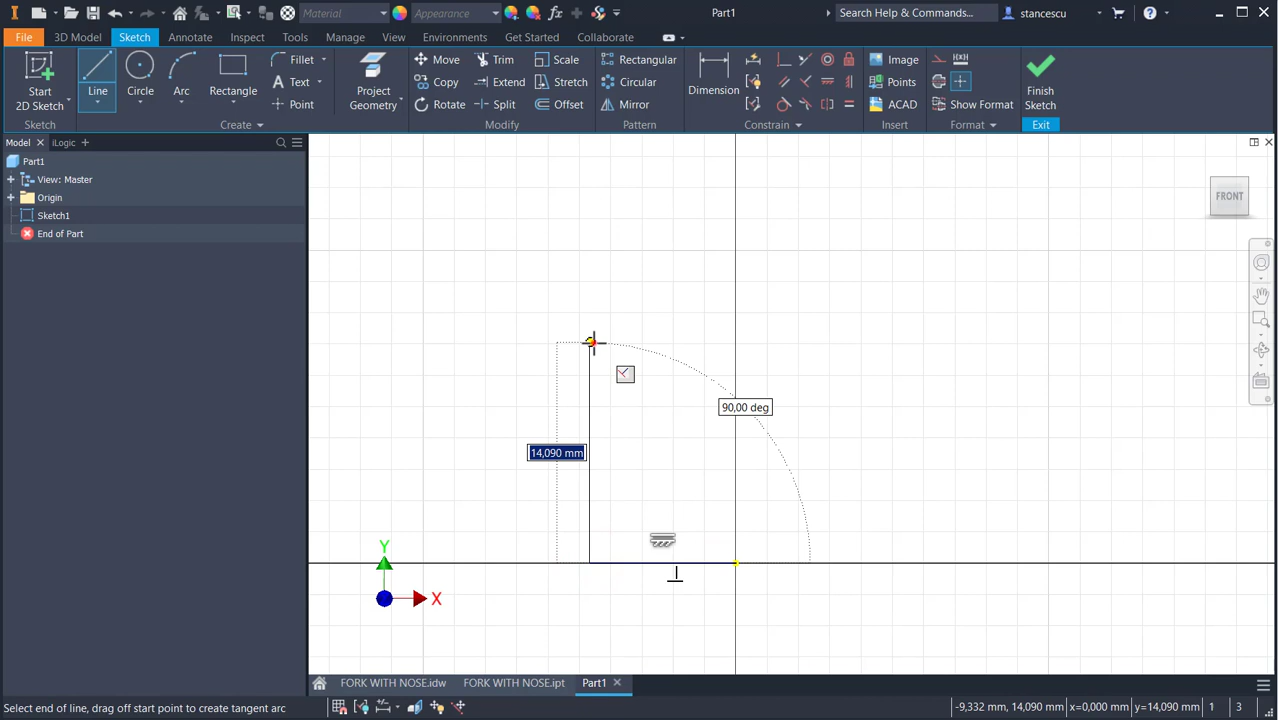 Material
Appearance
fx
Part1
Search Help & Commands...
stancescu
File
3D Model
Sketch
Annotate
Inspect
Tools
Manage
View
Environments
Get Started
Collaborate
Start
2D Sketch
Line
Circle
Arc
Rectangle
Fillet
Text
Point
Project
Geometry
Move
Copy
Rotate
Trim
Extend
Split
Scale
Stretch
Offset
Rectangular
Circular
Mirror
Dimension
Image
Points
ACAD
Show Format
Finish
Sketch
Sketch
Create
Modify
Pattern
Constrain
Insert
Format
Exit
Model
iLogic
Part1
View: Master
Origin
Sketch1
End of Part
FRONT
90,00 deg
14,090 mm
Y
X
FORK WITH NOSE.idw
FORK WITH NOSE.ipt
Part1
Select end of line, drag off start point to create tangent arc
-9,332 mm, 14,090 mm
x=0,000 mm
y=14,090 mm
1
3